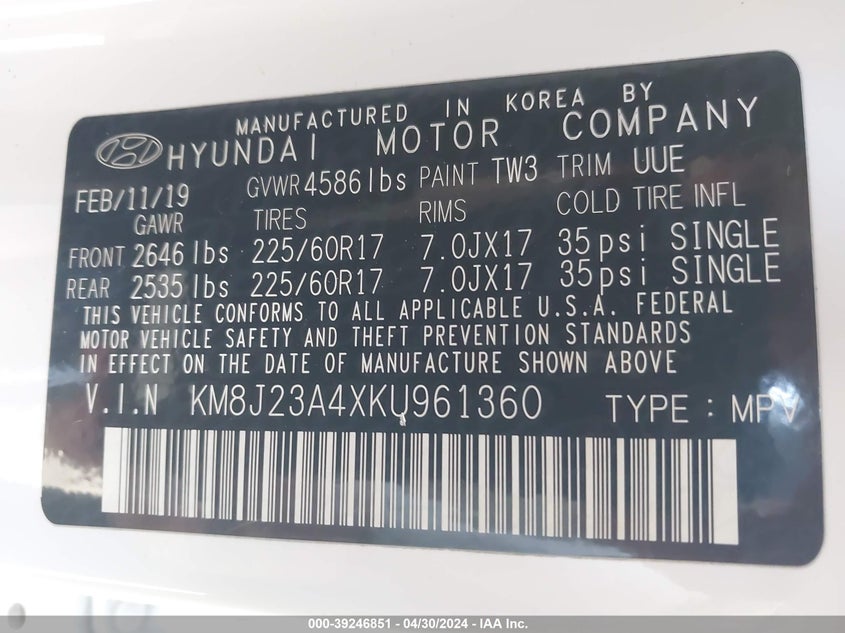 MANUFACTURED IN KOREA BY
HYUNDAI MOTOR COMPANY
FEB/11/19 GVWR 4586 lbs PAINT TW3 TRIM UUE
GAWR TIRES RIMS COLD TIRE INFL
FRONT 2646 lbs 225/60R17 7.0JX17 35psi SINGLE
REAR 2535 lbs 225/60R17 7.0JX17 35psi SINGLE
THIS VEHICLE CONFORMS TO ALL APPLICABLE U.S.A. FEDERAL
MOTOR VEHICLE SAFETY AND THEFT PREVENTION STANDARDS
IN EFFECT ON THE DATE OF MANUFACTURE SHOWN ABOVE
V.I.N KM8J23A4XKU961360 TYPE : MPV
000-39246851 - 04/30/2024 - IAA Inc.